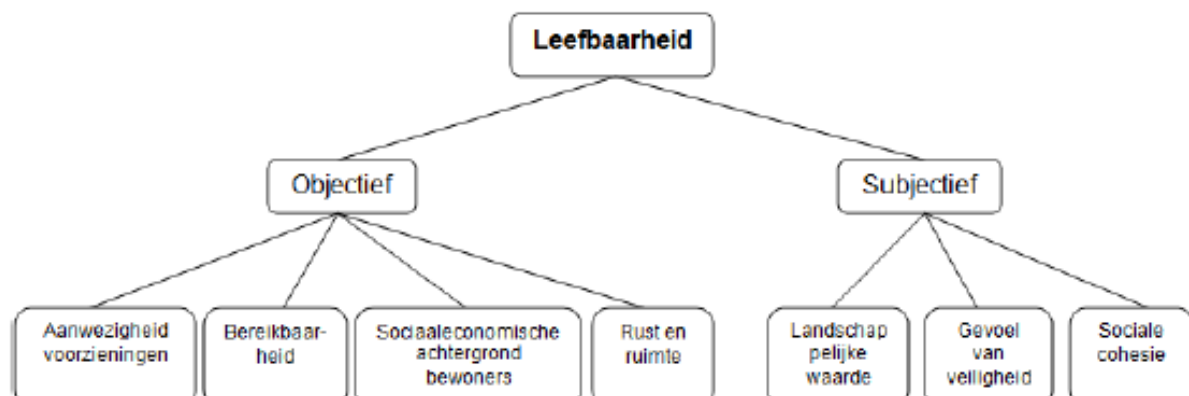 Leefbaarheid
Objectief
Subjectief
Aanwezigheid
voorzieningen
Bereikbaar-
heid
Sociaaleconomische
achtergrond
bewoners
Rust en
ruimte
Landschap
pelijke
waarde
Gevoel
van
veiligheid
Sociale
cohesie